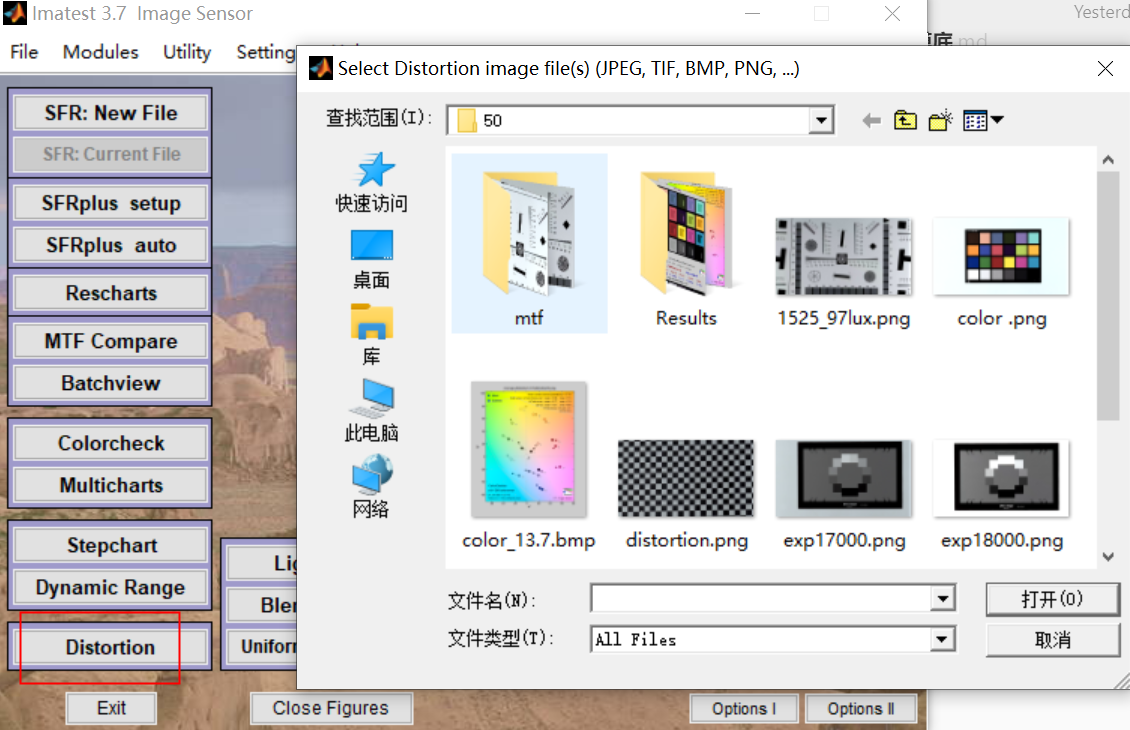 Imatest 3.7 Image Sensor
Yesterd
File Modules Utility Setting
Select Distortion image file(s) (JPEG, TIF, BMP, PNG, ...)
查找范围(I):
50
SFR: New File
SFR: Current File
SFRplus setup
SFRplus auto
Rescharts
MTF Compare
Batchview
Colorcheck
Multicharts
Stepchart
Dynamic Range
Distortion
Exit
Close Figures
Options I
Options II
快速访问
桌面
库
此电脑
网络
mtf
Results
1525_97lux.png
color .png
color_13.7.bmp
distortion.png
exp17000.png
exp18000.png
文件名(N):
打开(O)
文件类型(T):
All Files
取消